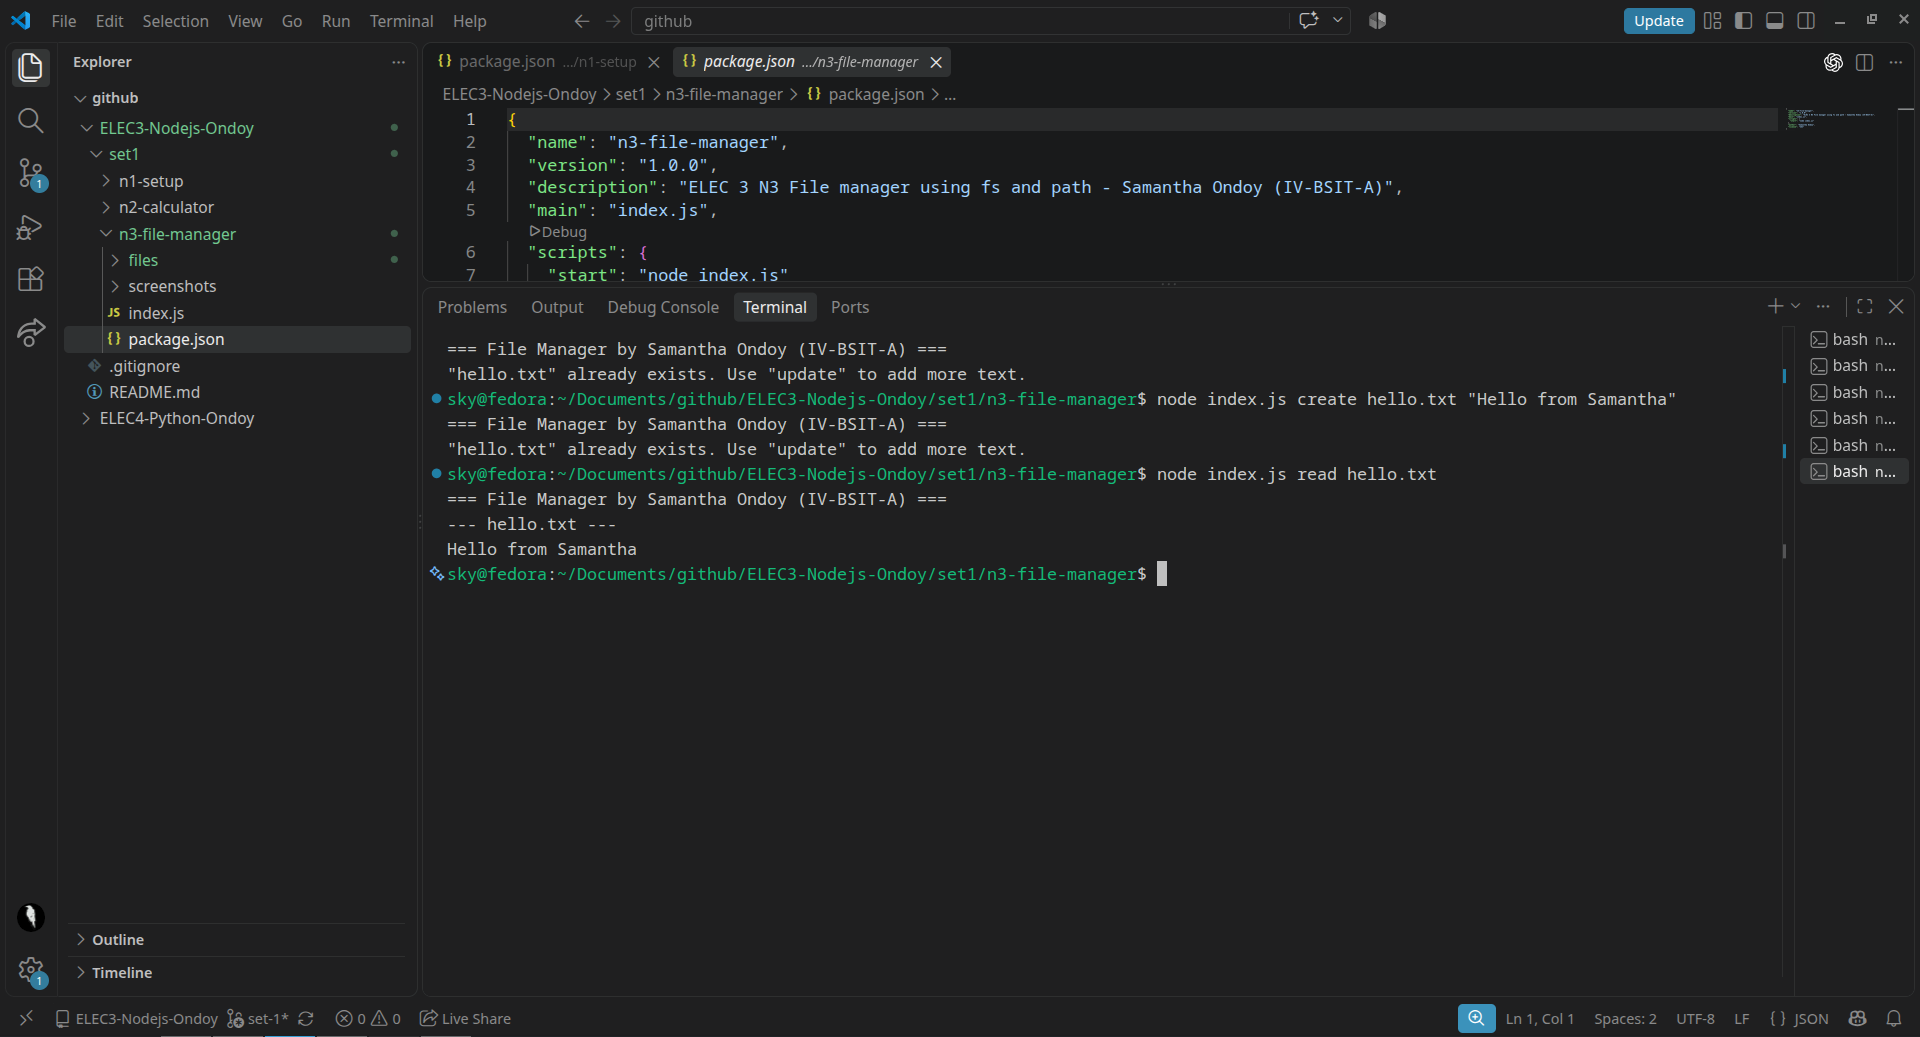 File Edit Selection View Go Run Terminal Help
github
Update
Explorer
github
ELEC3-Nodejs-Ondoy
set1
n1-setup
n2-calculator
n3-file-manager
files
screenshots
JS index.js
{} package.json
.gitignore
README.md
ELEC4-Python-Ondoy
Outline
Timeline
1
1
{} package.json .../n1-setup
{} package.json .../n3-file-manager
ELEC3-Nodejs-Ondoy > set1 > n3-file-manager > {} package.json > ...
1 {
2 "name": "n3-file-manager",
3 "version": "1.0.0",
4 "description": "ELEC 3 N3 File manager using fs and path - Samantha Ondoy (IV-BSIT-A)",
5 "main": "index.js",
Debug
6 "scripts": {
7 "start": "node index.js"
Problems Output Debug Console Terminal Ports
=== File Manager by Samantha Ondoy (IV-BSIT-A) ===
"hello.txt" already exists. Use "update" to add more text.
sky@fedora:~/Documents/github/ELEC3-Nodejs-Ondoy/set1/n3-file-manager$ node index.js create hello.txt "Hello from Samantha"
=== File Manager by Samantha Ondoy (IV-BSIT-A) ===
"hello.txt" already exists. Use "update" to add more text.
sky@fedora:~/Documents/github/ELEC3-Nodejs-Ondoy/set1/n3-file-manager$ node index.js read hello.txt
=== File Manager by Samantha Ondoy (IV-BSIT-A) ===
--- hello.txt ---
Hello from Samantha
sky@fedora:~/Documents/github/ELEC3-Nodejs-Ondoy/set1/n3-file-manager$
bash n...
bash n...
bash n...
bash n...
bash n...
bash n...
ELEC3-Nodejs-Ondoy set-1* 0 0 Live Share
Ln 1, Col 1 Spaces: 2 UTF-8 LF {} JSON